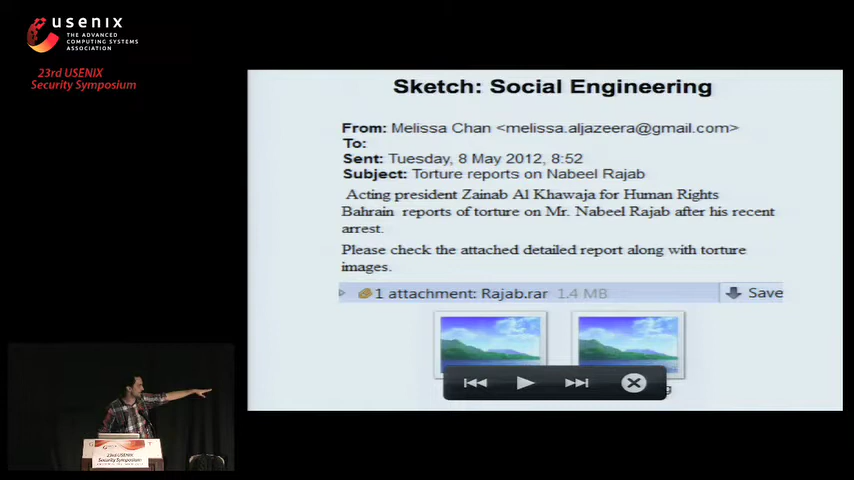 usenix
THE ADVANCED
COMPUTING SYSTEMS
ASSOCIATION
23rd USENIX
Security Symposium
Sketch: Social Engineering
From: Melissa Chan <melissa.aljazeera@gmail.com>
To:
Sent: Tuesday, 8 May 2012, 8:52
Subject: Torture reports on Nabeel Rajab
Acting president Zainab Al Khawaja for Human Rights
Bahrain reports of torture on Mr. Nabeel Rajab after his recent
arrest.
Please check the attached detailed report along with torture
images.
1 attachment: Rajab.rar 1.4 MB
Save
23rd USENIX
Security Symposium